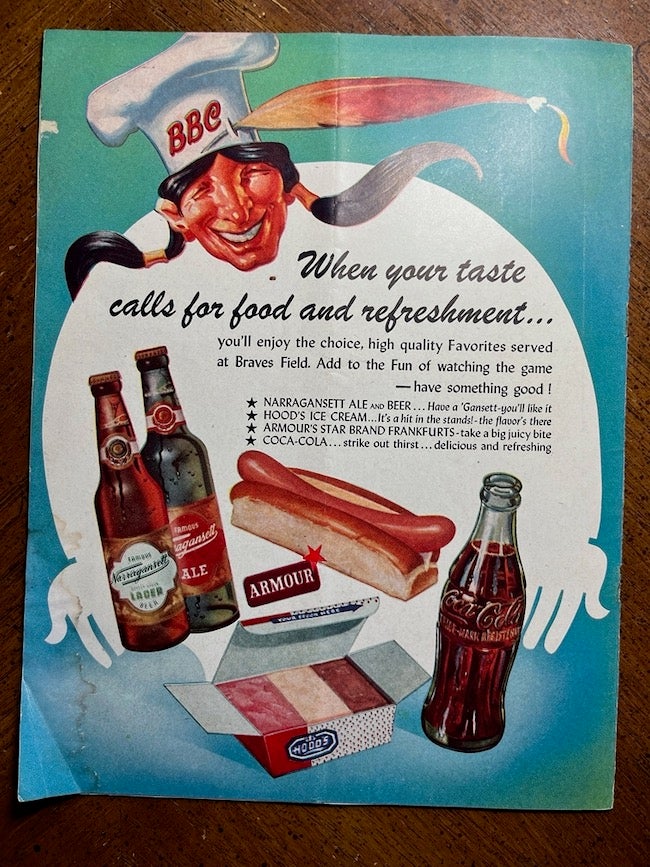 BBC
When your taste
calls for food and refreshment...
you'll enjoy the choice, high quality Favorites served
at Braves Field. Add to the Fun of watching the game
— have something good !
★ NARRAGANSETT ALE AND BEER... Have a 'Gansett-you'll like it
★ HOOD'S ICE CREAM...It's a hit in the stands!- the flavor's there
★ ARMOUR'S STAR BRAND FRANKFURTS-take a big juicy bite
★ COCA-COLA... strike out thirst... delicious and refreshing
FAMOUS
Narragansett
LAGER
BEER
FAMOUS
agansett
ALE
ARMOUR
HOOD'S
Coca-Cola